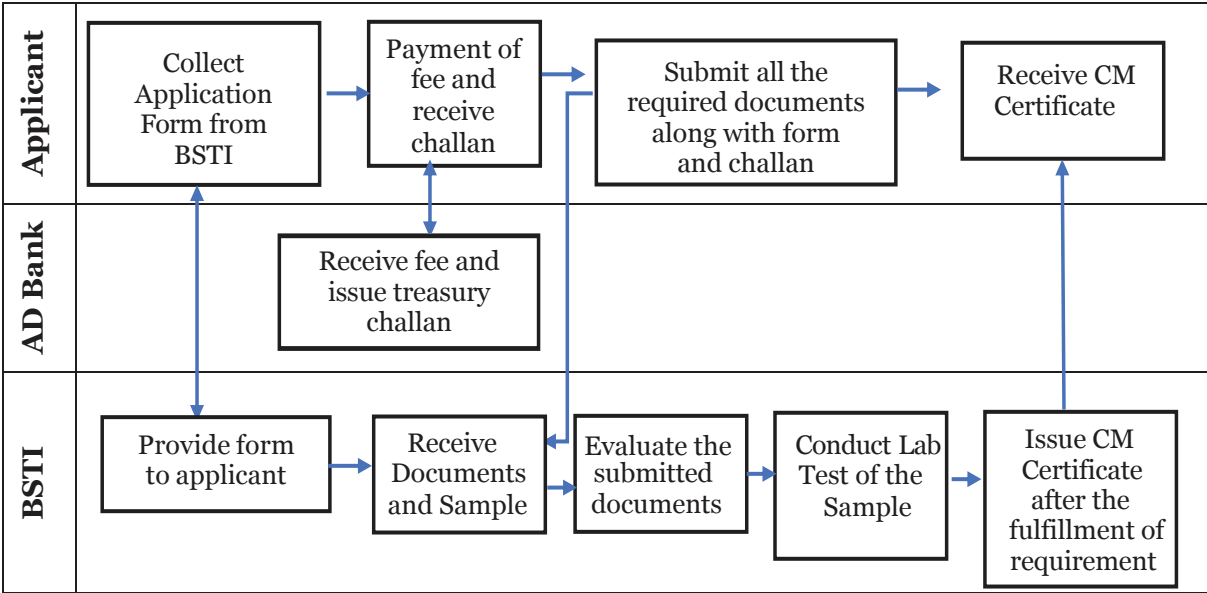 Applicant
Collect
Application
Form from
BSTI
Payment of
fee and
receive
challan
Submit all the
required documents
along with form
and challan
Receive CM
Certificate
AD Bank
Receive fee and
issue treasury
challan
BSTI
Provide form
to applicant
Receive
Documents
and Sample
Evaluate the
submitted
documents
Conduct Lab
Test of the
Sample
Issue CM
Certificate
after the
fulfillment of
requirement